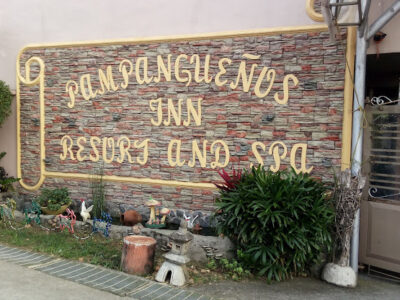 PAMPANGUEÑOS
INN
RESORT AND SPA